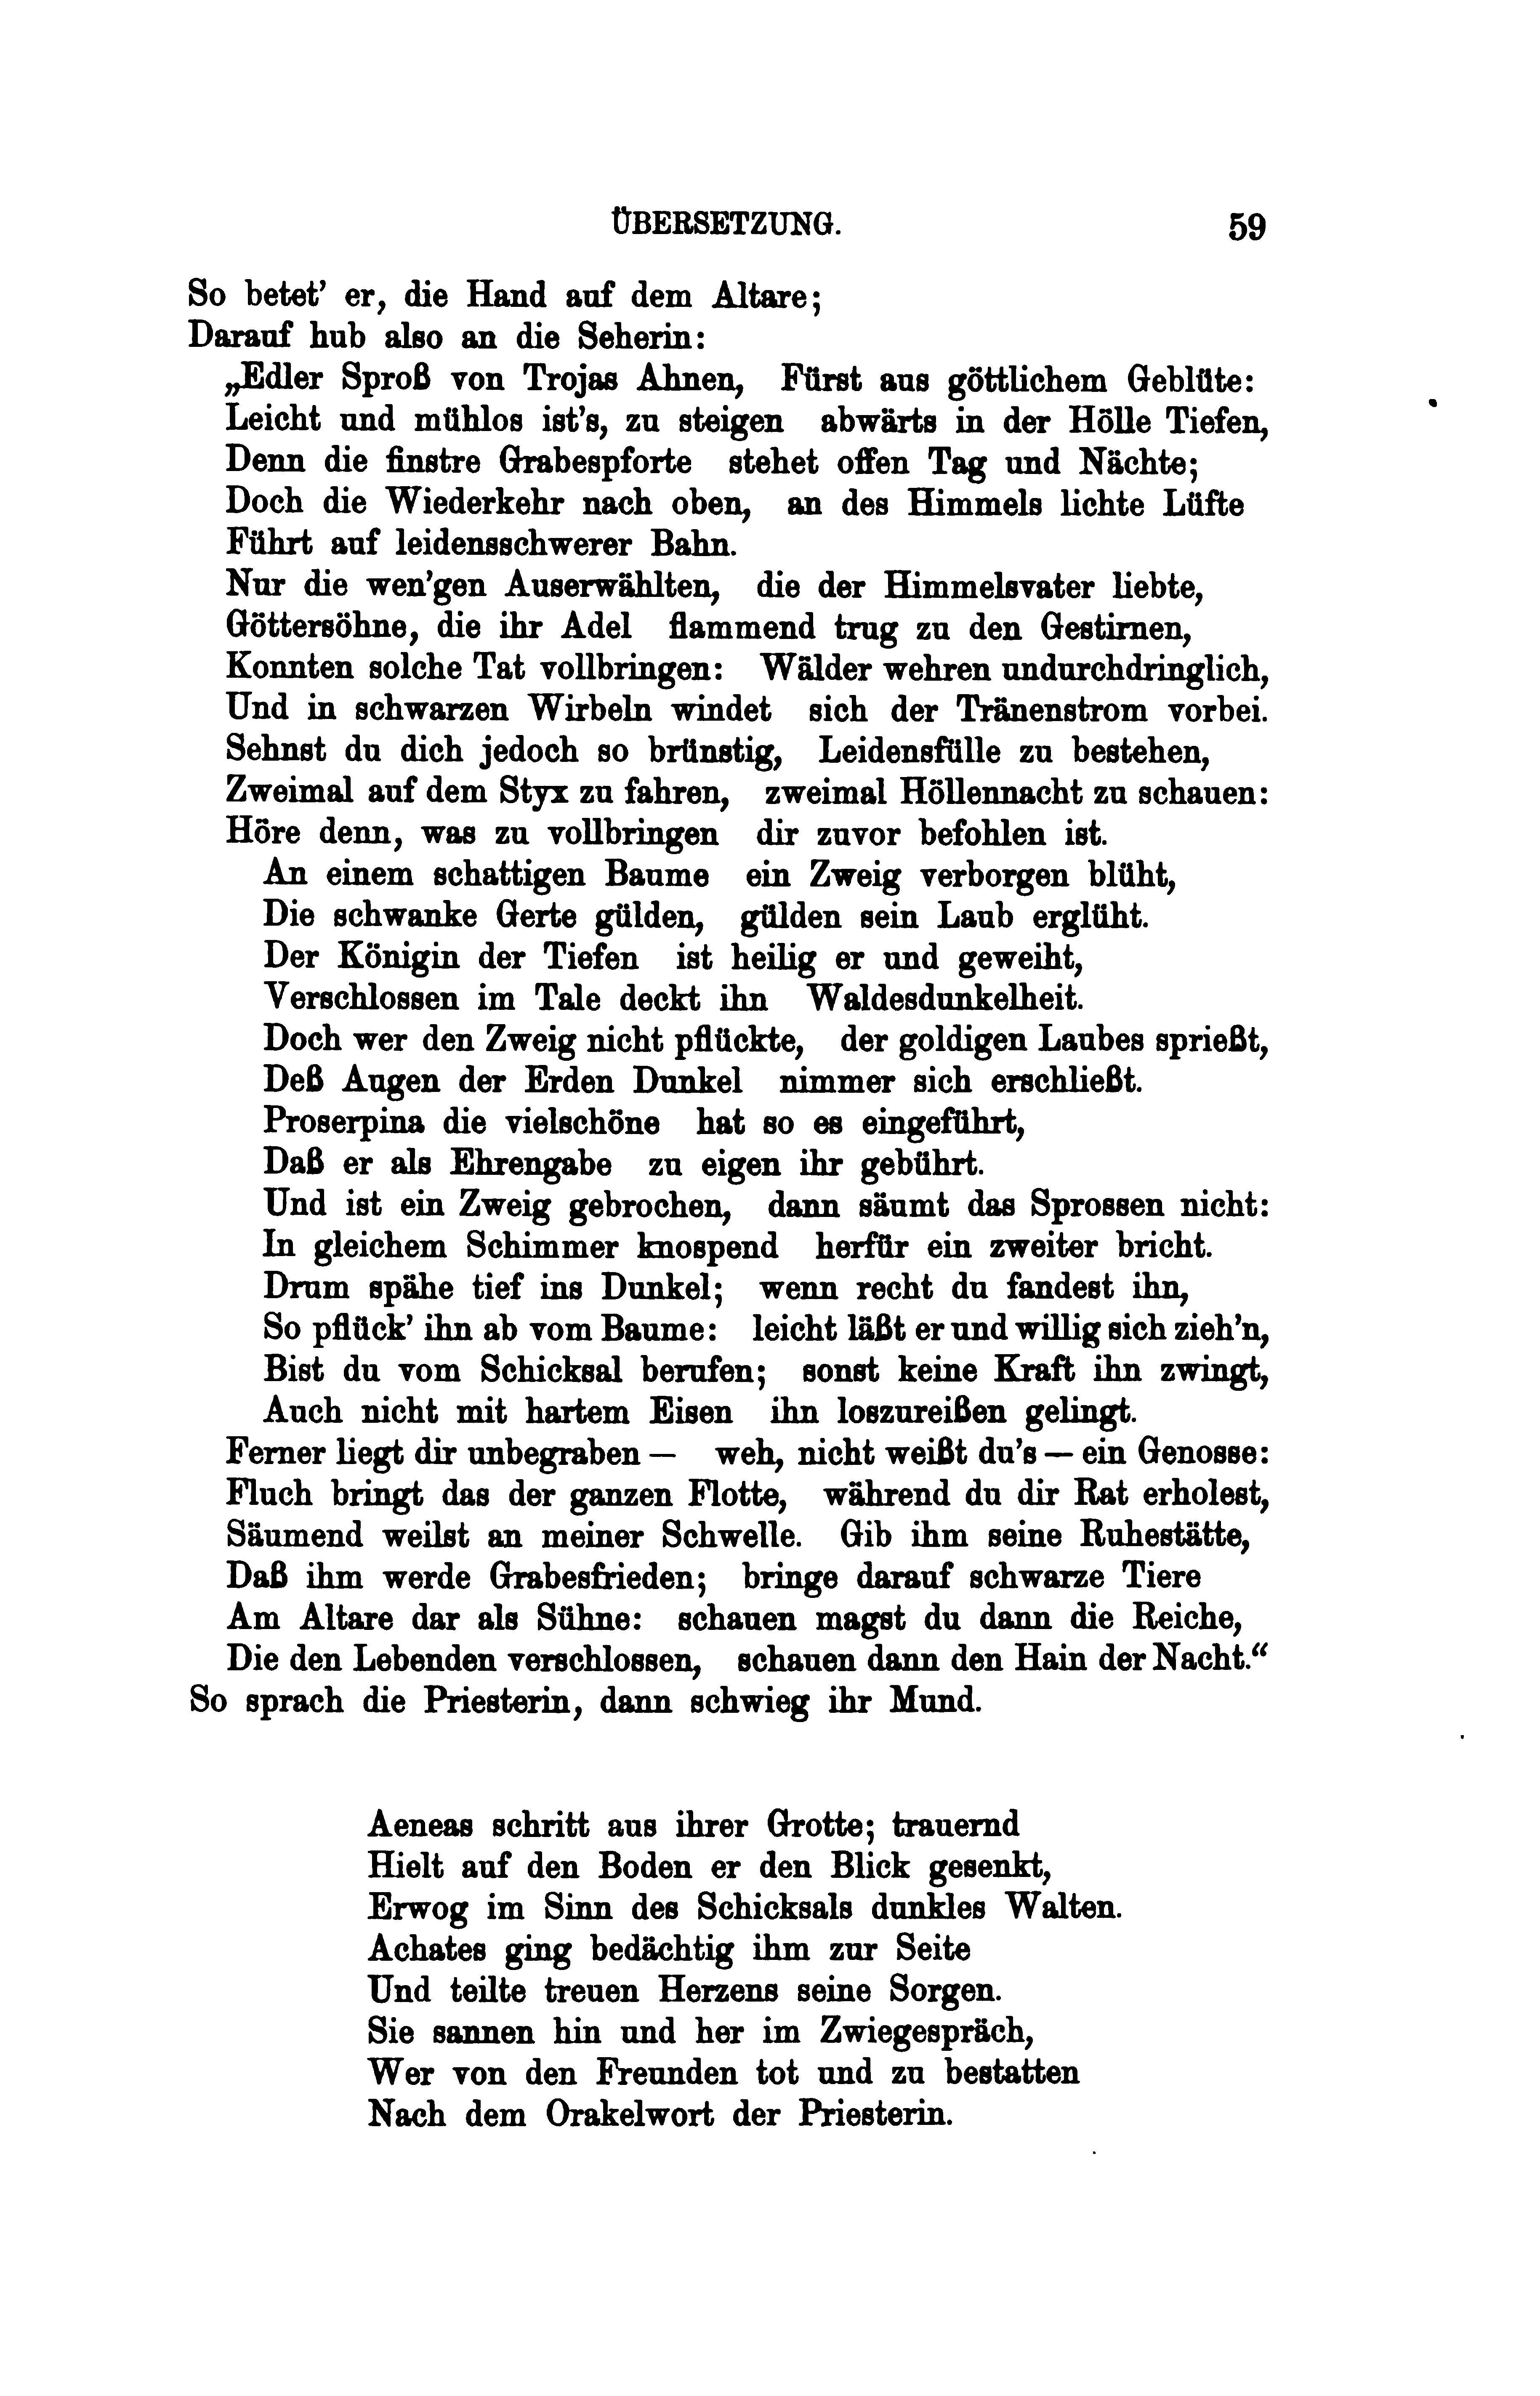 ÜBERSETZUNG. 59
So betet’ er, die Hand auf dem Altare;
Darauf hub also an die Seherin:
„Edler Sproß von Trojas Ahnen, Fürst aus göttlichem Geblüte:
Leicht und mühlos ist’s, zu steigen abwärts in der Hölle Tiefen,
Denn die finstre Grabespforte stehet offen Tag und Nächte;
Doch die Wiederkehr nach oben, an des Himmels lichte Lüfte
Führt auf leidensschwerer Bahn.
Nur die wen’gen Auserwählten, die der Himmelsvater liebte,
Göttersöhne, die ihr Adel flammend trug zu den Gestirnen,
Konnten solche Tat vollbringen: Wälder wehren undurchdringlich,
Und in schwarzen Wirbeln windet sich der Tränenstrom vorbei.
Sehnst du dich jedoch so brünstig, Leidensfülle zu bestehen,
Zweimal auf dem Styx zu fahren, zweimal Höllennacht zu schauen:
Höre denn, was zu vollbringen dir zuvor befohlen ist.
An einem schattigen Baume ein Zweig verborgen blüht,
Die schwanke Gerte gülden, gülden sein Laub erglüht.
Der Königin der Tiefen ist heilig er und geweiht,
Verschlossen im Tale deckt ihn Waldesdunkelheit.
Doch wer den Zweig nicht pflückte, der goldigen Laubes sprießt,
Deß Augen der Erden Dunkel nimmer sich erschließt.
Proserpina die vielschöne hat so es eingeführt,
Daß er als Ehrengabe zu eigen ihr gebührt.
Und ist ein Zweig gebrochen, dann säumt das Sprossen nicht:
In gleichem Schimmer knospend herfür ein zweiter bricht.
Drum spähe tief ins Dunkel; wenn recht du fandest ihn,
So pflück’ ihn ab vom Baume: leicht läßt er und willig sich zieh’n,
Bist du vom Schicksal berufen; sonst keine Kraft ihn zwingt,
Auch nicht mit hartem Eisen ihn loszureißen gelingt.
Ferner liegt dir unbegraben — weh, nicht weißt du’s — ein Genosse:
Fluch bringt das der ganzen Flotte, während du dir Rat erholest,
Säumend weilst an meiner Schwelle. Gib ihm seine Ruhestätte,
Daß ihm werde Grabesfrieden; bringe darauf schwarze Tiere
Am Altare dar als Sühne: schauen magst du dann die Reiche,
Die den Lebenden verschlossen, schauen dann den Hain der Nacht.“
So sprach die Priesterin, dann schwieg ihr Mund.
Aeneas schritt aus ihrer Grotte; trauernd
Hielt auf den Boden er den Blick gesenkt,
Erwog im Sinn des Schicksals dunkles Walten.
Achates ging bedächtig ihm zur Seite
Und teilte treuen Herzens seine Sorgen.
Sie sannen hin und her im Zwiegespräch,
Wer von den Freunden tot und zu bestatten
Nach dem Orakelwort der Priesterin.